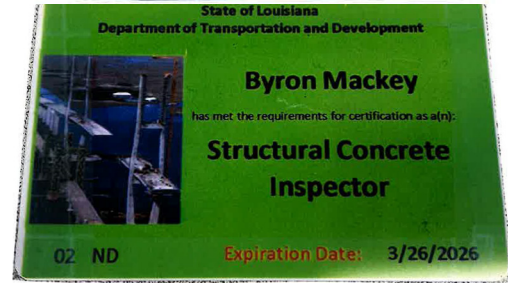 State of Louisiana
Department of Transportation and Development
Byron Mackey
has met the requirements for certification as a(n):
Structural Concrete
Inspector
02 ND Expiration Date: 3/26/2026